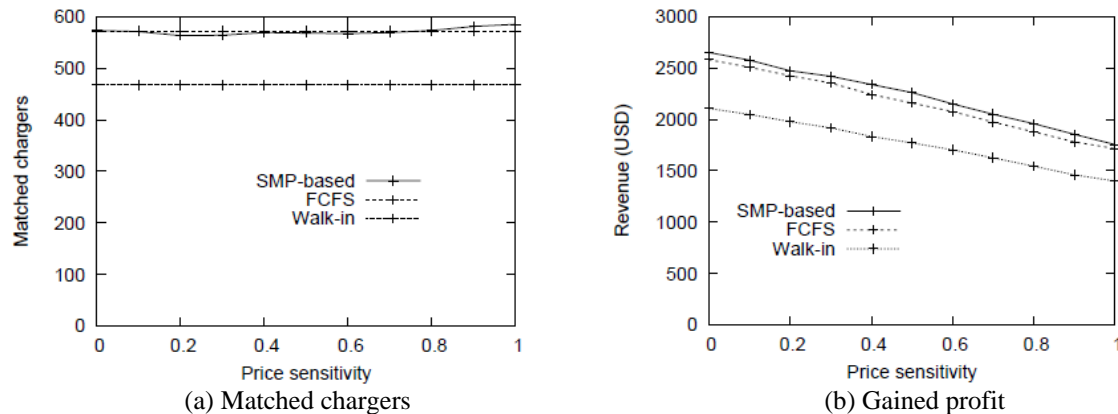 600
500
400
300
200
100
0
Matched chargers
SMP-based
FCFS
Walk-in
0 0.2 0.4 0.6 0.8 1
Price sensitivity
(a) Matched chargers
3000
2500
2000
1500
1000
500
0
Revenue (USD)
SMP-based
FCFS
Walk-in
0 0.2 0.4 0.6 0.8 1
Price sensitivity
(b) Gained profit